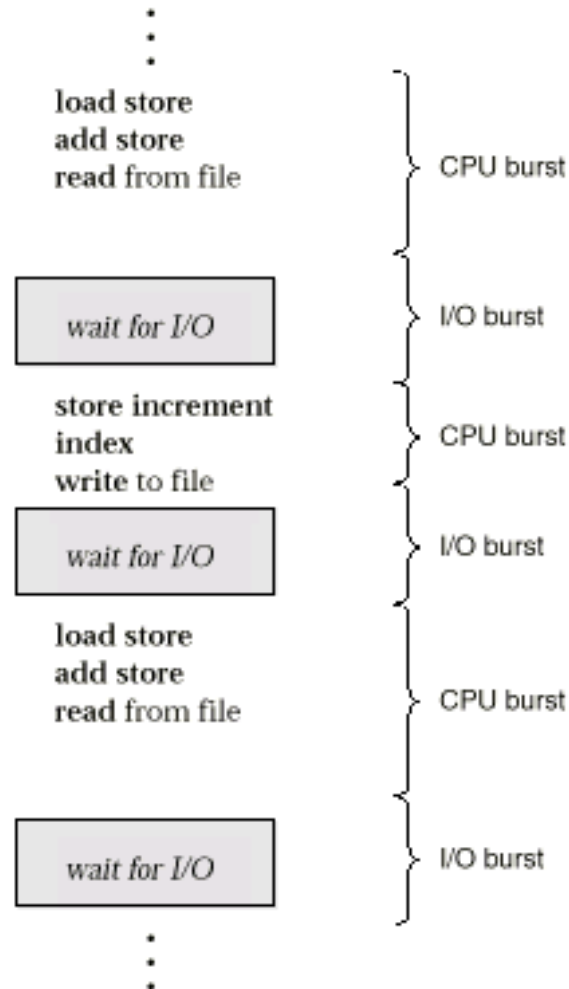 load store
add store
read from file
CPU burst
wait for I/O
I/O burst
store increment
index
write to file
CPU burst
wait for I/O
I/O burst
load store
add store
read from file
CPU burst
wait for I/O
I/O burst